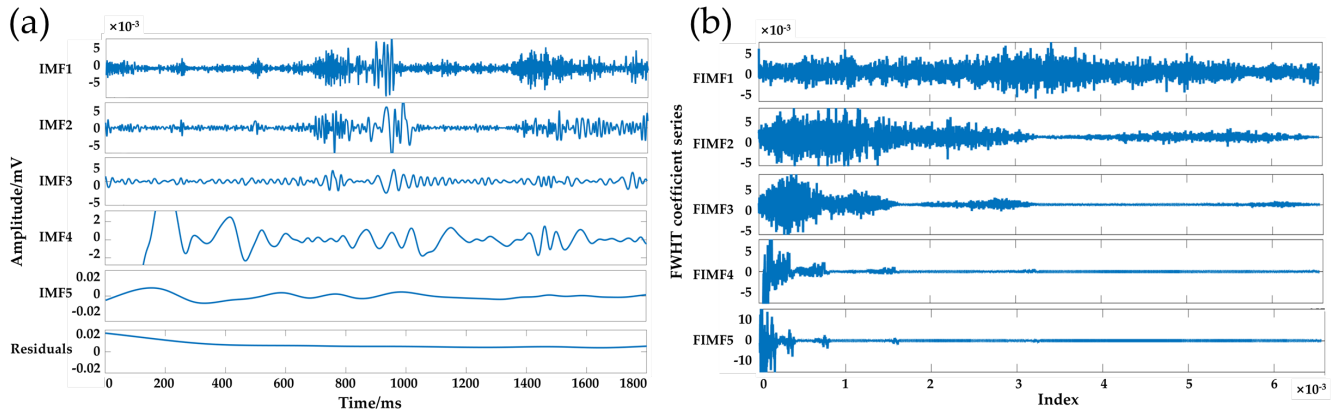 (a)
×10⁻³
Amplitude/mV
IMF1
5
0
-5
IMF2
5
0
-5
IMF3
5
0
-5
IMF4
2
0
-2
IMF5
0.02
0
-0.02
Residuals
0.02
0
-0.02
0 200 400 600 800 1000 1200 1400 1600 1800
Time/ms
(b)
×10⁻³
FWHT coefficient series
FIMF1
5
0
-5
FIMF2
5
0
-5
FIMF3
5
0
-5
FIMF4
5
0
-5
FIMF5
10
0
-10
0 1 2 3 4 5 6
×10⁻³
Index